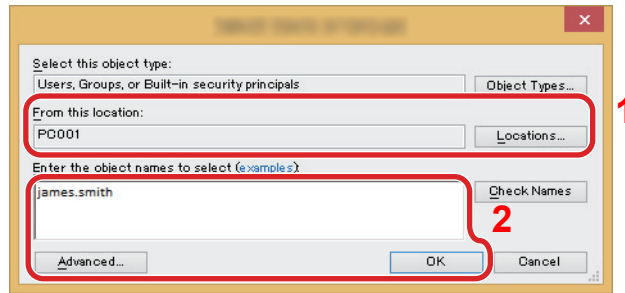 Select this object type:
Users, Groups, or Built-in security principals
Object Types...
From this location:
PC001
Locations...
1
Enter the object names to select (examples):
james.smith
Check Names
2
Advanced...
OK
Cancel